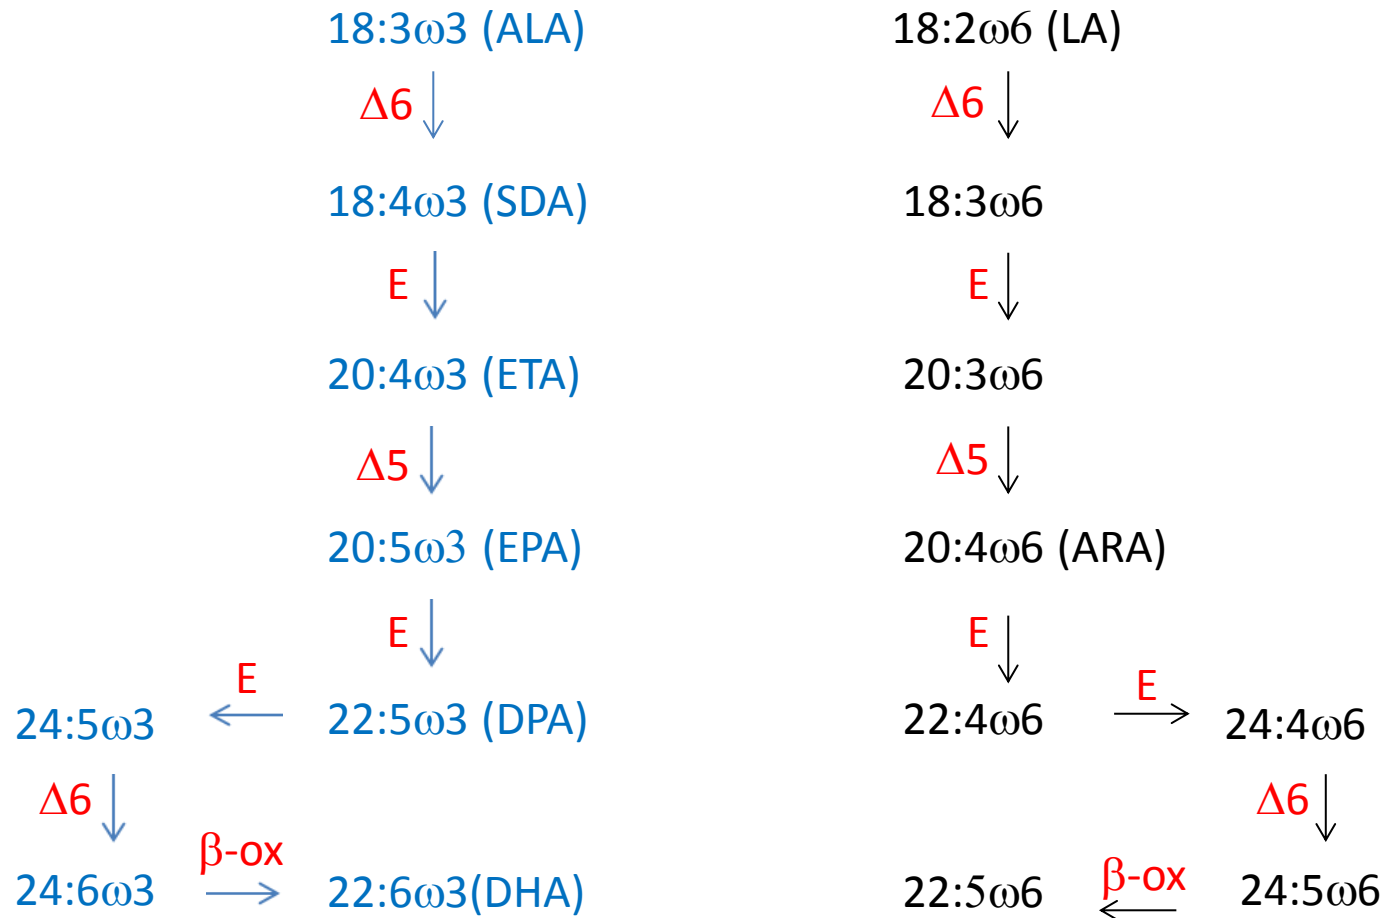 18:3ω3 (ALA)
18:2ω6 (LA)
Δ6
Δ6
18:4ω3 (SDA)
18:3ω6
E
E
20:4ω3 (ETA)
20:3ω6
Δ5
Δ5
20:5ω3 (EPA)
20:4ω6 (ARA)
E
E
E
E
24:5ω3
22:5ω3 (DPA)
22:4ω6
24:4ω6
Δ6
Δ6
β-ox
β-ox
24:6ω3
22:6ω3(DHA)
22:5ω6
24:5ω6